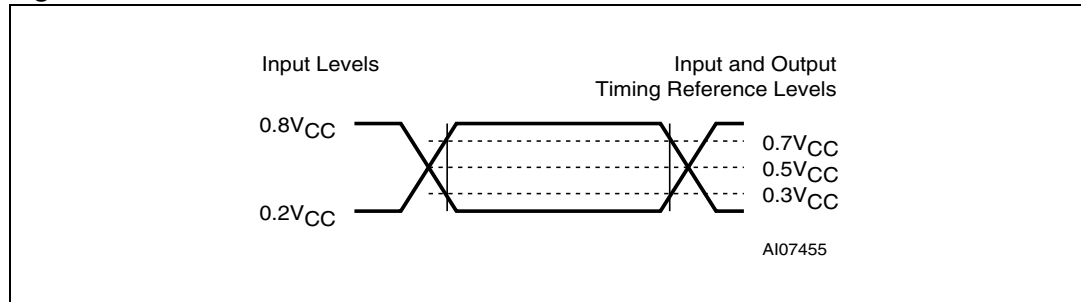 Input Levels
Input and Output
Timing Reference Levels
0.8VCC
0.7VCC
0.5VCC
0.3VCC
0.2VCC
AI07455